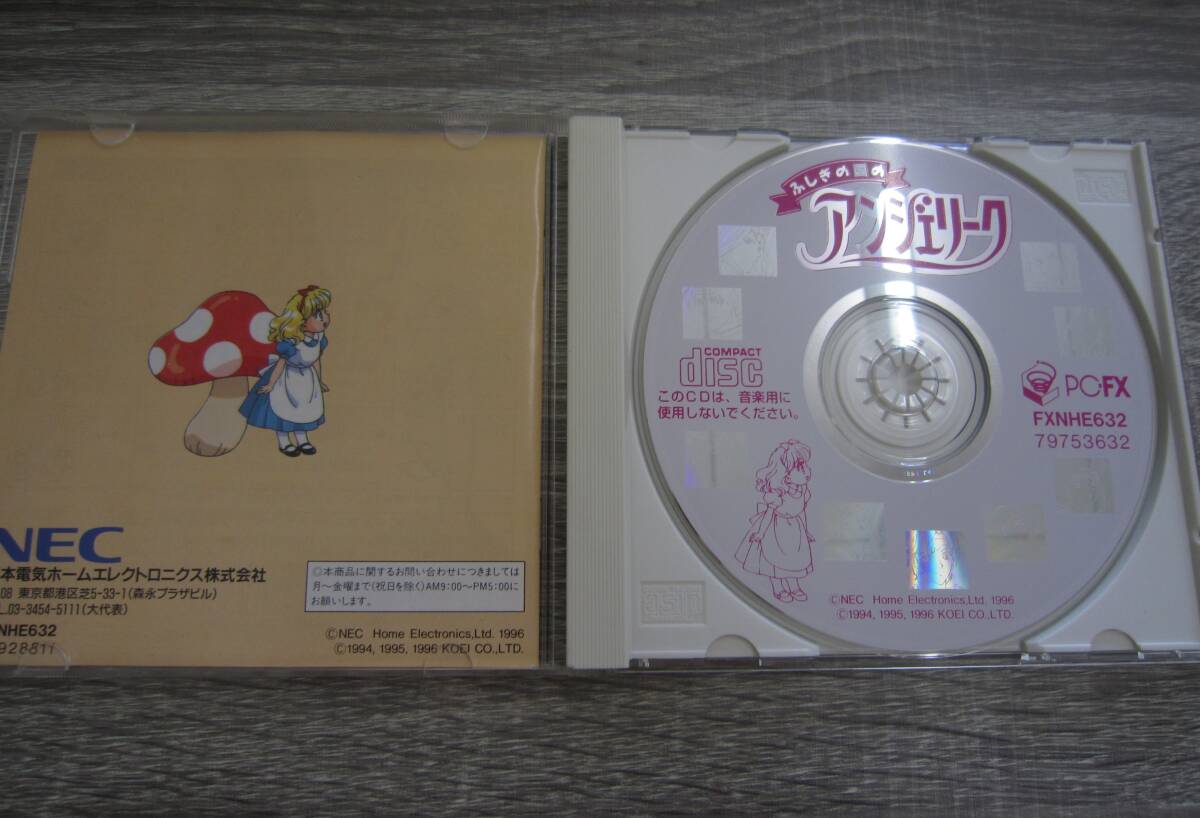 NEC
本電気ホームエレクトロニクス株式会社
08 東京都港区芝5-33-1(森永プラザビル)
L.03-3454-5111(大代表)
NHE632
◎本商品に関するお問い合わせにつきましては
月～金曜まで(祝日を除く)AM9:00～PM5:00に
お願いします。
©NEC Home Electronics,Ltd. 1996
©1994, 1995, 1996 KOEI CO.,LTD.
ふしぎの国の
アンジェリーク
COMPACT
disc
このCDは、音楽用に
使用しないでください。
PC-FX
FXNHE632
79753632
©NEC Home Electronics,Ltd. 1996
©1994, 1995, 1996 KOEI CO.,LTD.